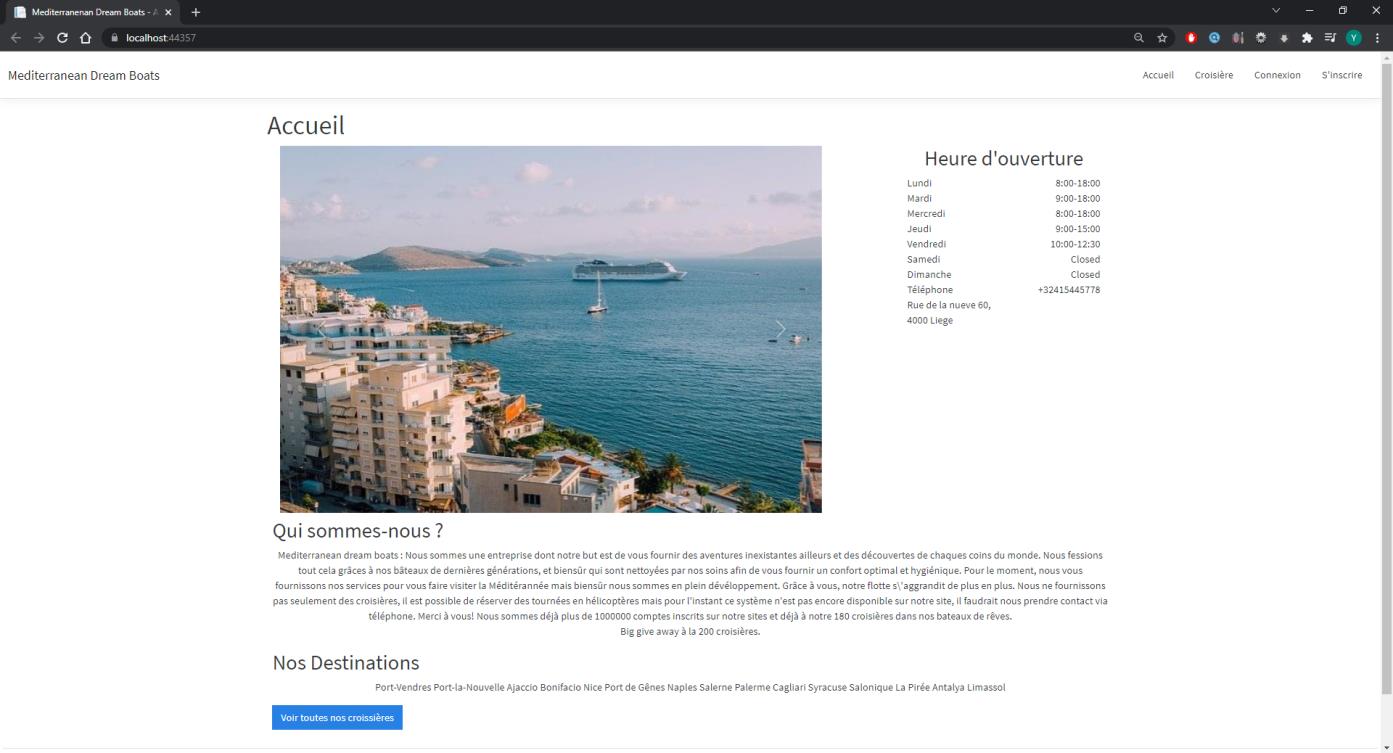 Mediterranenan Dream Boats - A
localhost:44357
Y
Mediterranean Dream Boats
Accueil
Croisière
Connexion
S'inscrire
Accueil
Heure d'ouverture
Lundi 8:00-18:00
Mardi 9:00-18:00
Mercredi 8:00-18:00
Jeudi 9:00-15:00
Vendredi 10:00-12:30
Samedi Closed
Dimanche Closed
Téléphone +32415445778
Rue de la nueve 60,
4000 Liege
Qui sommes-nous ?
Mediterranean dream boats : Nous sommes une entreprise dont notre but est de vous fournir des aventures inexistantes ailleurs et des découvertes de chaques coins du monde. Nous fessions
tout cela grâces à nos bâteaux de dernières générations, et biensûr qui sont nettoyées par nos soins afin de vous fournir un confort optimal et hygiénique. Pour le moment, nous vous
fournissons nos services pour vous faire visiter la Méditérannée mais biensûr nous sommes en plein dévéloppement. Grâce à vous, notre flotte s\'aggrandit de plus en plus. Nous ne fournissons
pas seulement des croisières, il est possible de réserver des tournées en hélicoptères mais pour l'instant ce système n'est pas encore disponible sur notre site, il faudrait nous prendre contact via
téléphone. Merci à vous! Nous sommes déjà plus de 1000000 comptes inscrits sur notre sites et déjà à notre 180 croisières dans nos bateaux de rêves.
Big give away à la 200 croisières.
Nos Destinations
Port-Vendres Port-la-Nouvelle Ajaccio Bonifacio Nice Port de Gênes Naples Salerne Palerme Cagliari Syracuse Salonique La Pirée Antalya Limassol
Voir toutes nos croissières